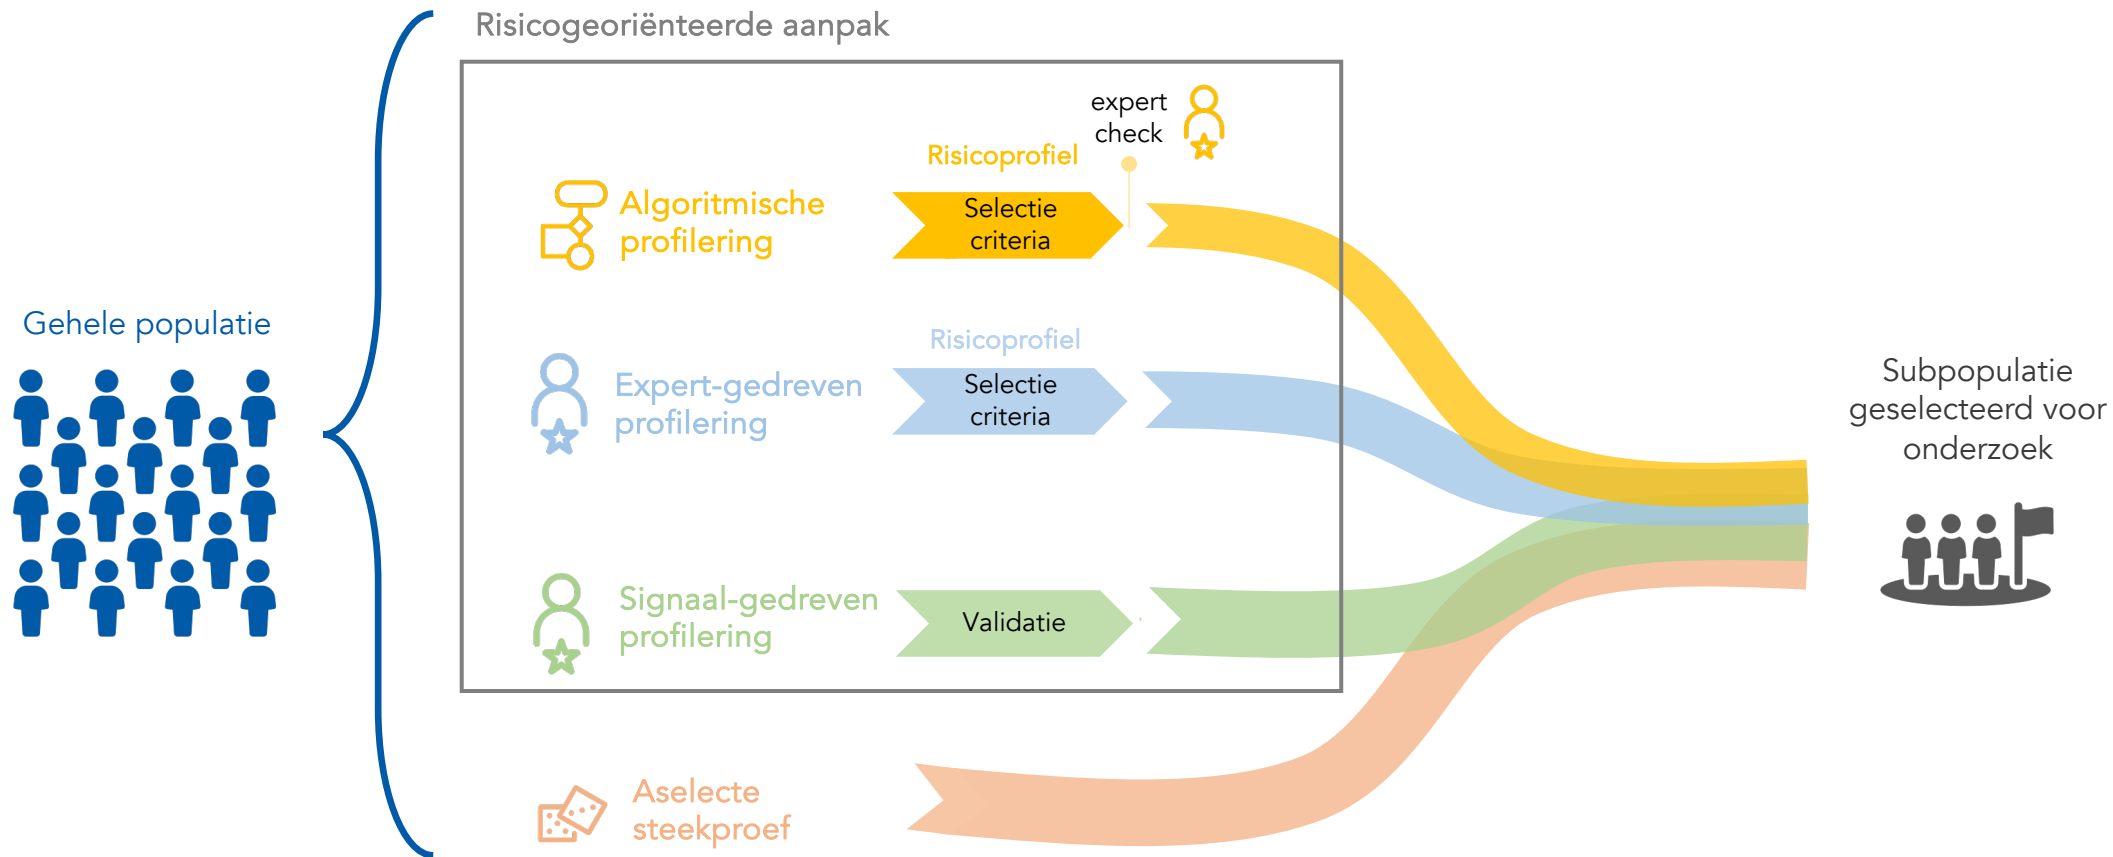 Risicogeoriënteerde aanpak
expert
check
Risicoprofiel
Algoritmische
profilering
Selectie
criteria
Gehele populatie
Risicoprofiel
Expert-gedreven
profilering
Selectie
criteria
Subpopulatie
geselecteerd voor
onderzoek
Signaal-gedreven
profilering
Validatie
Aselecte
steekproef